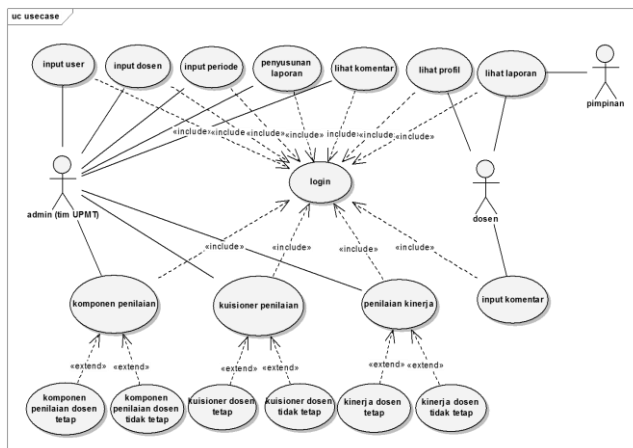 uc usecase
input user
input dosen
input periode
penyusunan
laporan
lihat komentar
lihat profil
lihat laporan
pimpinan
«include»
«include»
«include»
«include»
«include»
«include»
«include»
login
admin (tim UPMT)
dosen
«include»
«include»
«include»
«include»
komponen penilaian
kuisioner penilaian
penilaian kinerja
input komentar
«extend»
«extend»
«extend»
«extend»
«extend»
«extend»
komponen
penilaian dosen
tetap
komponen
penilaian dosen
tidak tetap
kuisioner dosen
tetap
kuisioner dosen
tidak tetap
kinerja dosen
tetap
kinerja dosen
tidak tetap